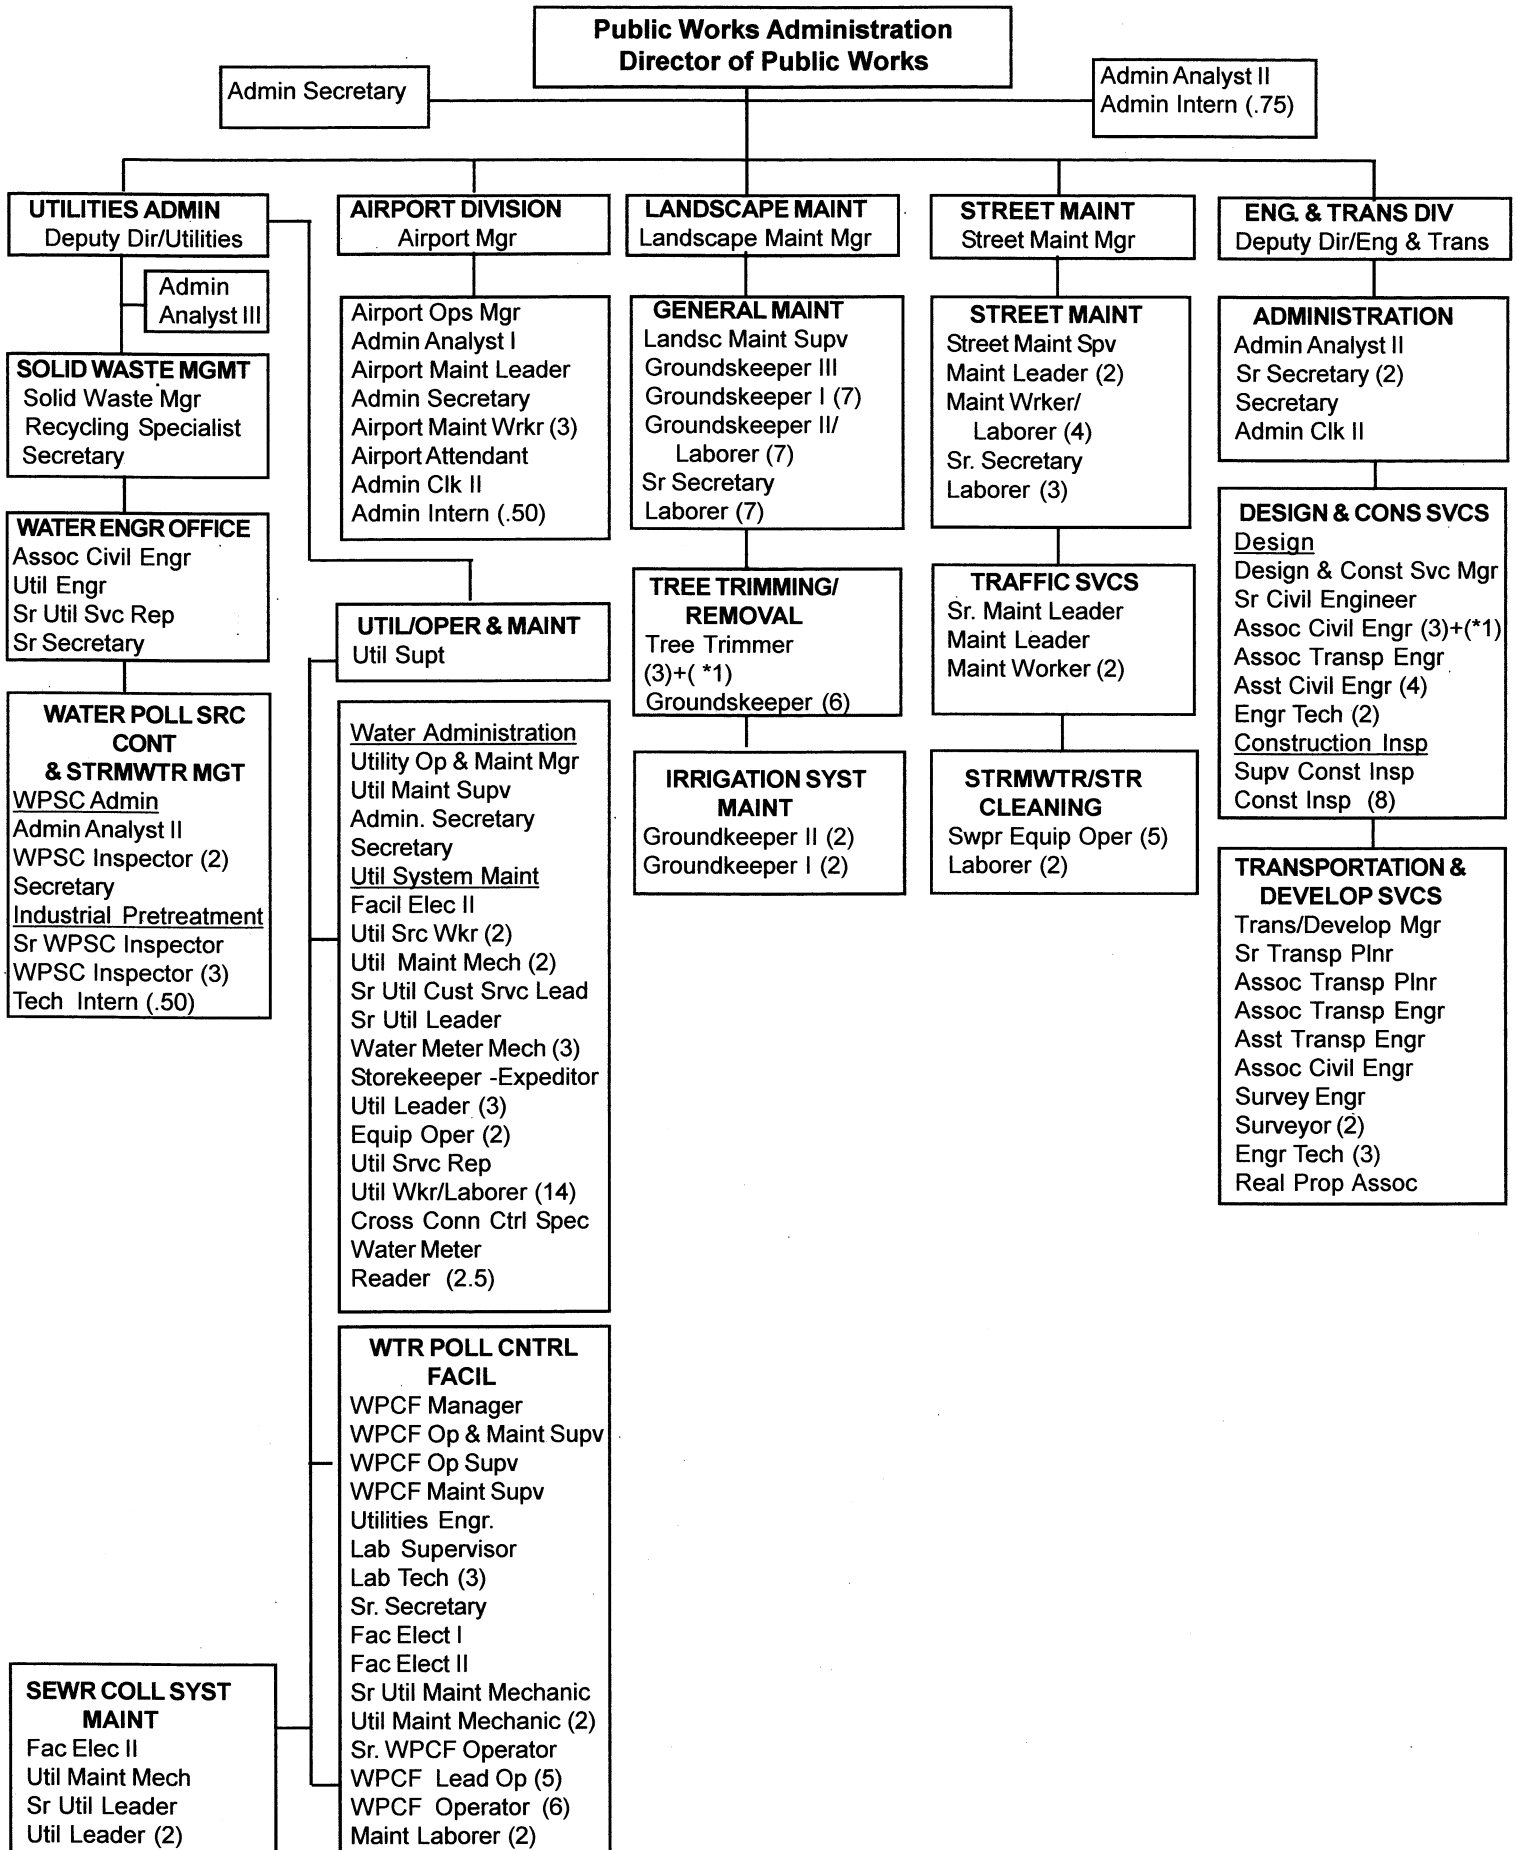 Public Works Administration
Director of Public Works
Admin Secretary
Admin Analyst II
Admin Intern (.75)
UTILITIES ADMIN
Deputy Dir/Utilities
Admin
Analyst III
SOLID WASTE MGMT
Solid Waste Mgr
Recycling Specialist
Secretary
WATER ENGR OFFICE
Assoc Civil Engr
Util Engr
Sr Util Svc Rep
Sr Secretary
WATER POLL SRC
CONT
& STRMWTR MGT
WPSC Admin
Admin Analyst II
WPSC Inspector (2)
Secretary
Industrial Pretreatment
Sr WPSC Inspector
WPSC Inspector (3)
Tech Intern (.50)
AIRPORT DIVISION
Airport Mgr
Airport Ops Mgr
Admin Analyst I
Airport Maint Leader
Admin Secretary
Airport Maint Wrkr (3)
Airport Attendant
Admin Clk II
Admin Intern (.50)
UTIL/OPER & MAINT
Util Supt
Water Administration
Utility Op & Maint Mgr
Util Maint Supv
Admin. Secretary
Secretary
Util System Maint
Facil Elec II
Util Src Wkr (2)
Util Maint Mech (2)
Sr Util Cust Srvc Lead
Sr Util Leader
Water Meter Mech (3)
Storekeeper -Expeditor
Util Leader (3)
Equip Oper (2)
Util Srvc Rep
Util Wkr/Laborer (14)
Cross Conn Ctrl Spec
Water Meter
Reader (2.5)
WTR POLL CNTRL
FACIL
WPCF Manager
WPCF Op & Maint Supv
WPCF Op Supv
WPCF Maint Supv
Utilities Engr.
Lab Supervisor
Lab Tech (3)
Sr. Secretary
Fac Elect I
Fac Elect II
Sr Util Maint Mechanic
Util Maint Mechanic (2)
Sr. WPCF Operator
WPCF Lead Op (5)
WPCF Operator (6)
Maint Laborer (2)
SEWR COLL SYST
MAINT
Fac Elec II
Util Maint Mech
Sr Util Leader
Util Leader (2)
LANDSCAPE MAINT
Landscape Maint Mgr
GENERAL MAINT
Landsc Maint Supv
Groundskeeper III
Groundskeeper I (7)
Groundskeeper II/
Laborer (7)
Sr Secretary
Laborer (7)
TREE TRIMMING/
REMOVAL
Tree Trimmer
(3)+( *1)
Groundskeeper (6)
IRRIGATION SYST
MAINT
Groundkeeper II (2)
Groundkeeper I (2)
STREET MAINT
Street Maint Mgr
STREET MAINT
Street Maint Spv
Maint Leader (2)
Maint Wrker/
Laborer (4)
Sr. Secretary
Laborer (3)
TRAFFIC SVCS
Sr. Maint Leader
Maint Leader
Maint Worker (2)
STRMWTR/STR
CLEANING
Swpr Equip Oper (5)
Laborer (2)
ENG. & TRANS DIV
Deputy Dir/Eng & Trans
ADMINISTRATION
Admin Analyst II
Sr Secretary (2)
Secretary
Admin Clk II
DESIGN & CONS SVCS
Design
Design & Const Svc Mgr
Sr Civil Engineer
Assoc Civil Engr (3)+(*1)
Assoc Transp Engr
Asst Civil Engr (4)
Engr Tech (2)
Construction Insp
Supv Const Insp
Const Insp (8)
TRANSPORTATION &
DEVELOP SVCS
Trans/Develop Mgr
Sr Transp Plnr
Assoc Transp Plnr
Assoc Transp Engr
Asst Transp Engr
Assoc Civil Engr
Survey Engr
Surveyor (2)
Engr Tech (3)
Real Prop Assoc